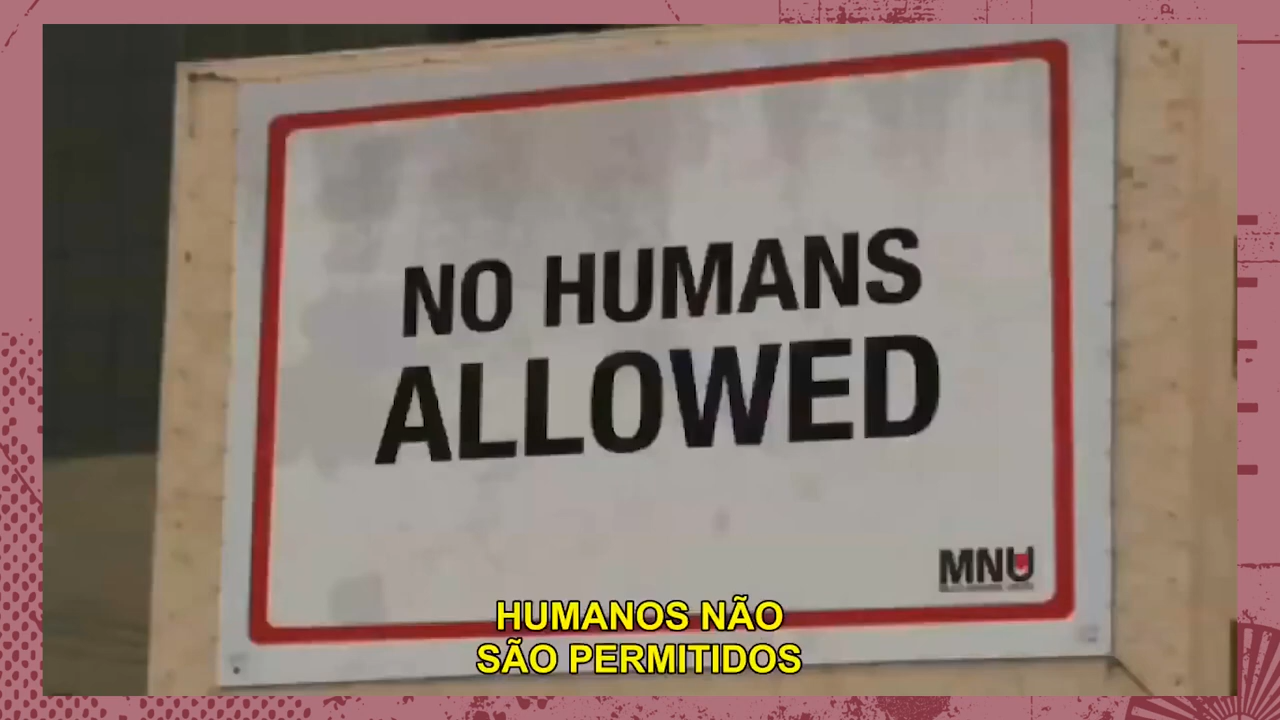 NO HUMANS
ALLOWED
MNU
HUMANOS NÃO
SÃO PERMITIDOS